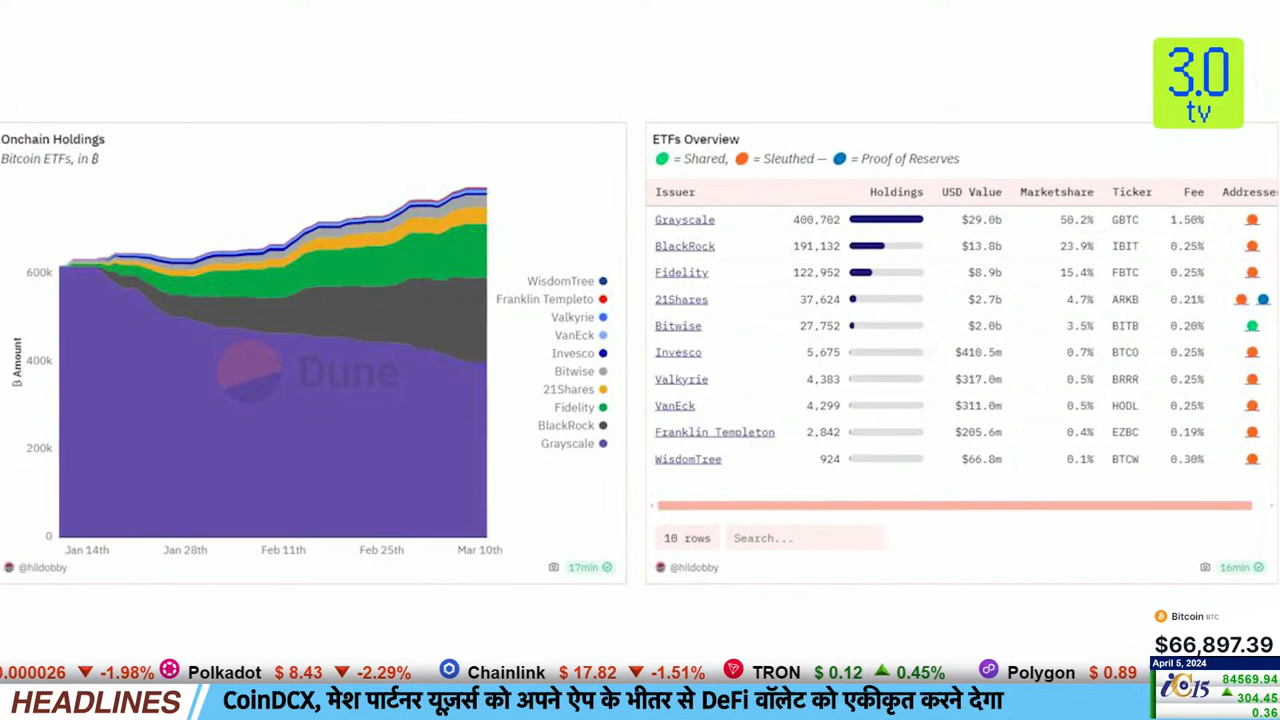 3.0
tv
Onchain Holdings
Bitcoin ETFs, in ₿
₿ Amount
600k
400k
200k
0
Jan 14th Jan 28th Feb 11th Feb 25th Mar 10th
Dune
WisdomTree
Franklin Templeto
Valkyrie
VanEck
Invesco
Bitwise
21Shares
Fidelity
BlackRock
Grayscale
@hildobby 17min
ETFs Overview
= Shared, = Sleuthed — = Proof of Reserves
Issuer Holdings USD Value Marketshare Ticker Fee Addresses
Grayscale 400,702 $29.0b 50.2% GBTC 1.50%
BlackRock 191,132 $13.8b 23.9% IBIT 0.25%
Fidelity 122,952 $8.9b 15.4% FBTC 0.25%
21Shares 37,624 $2.7b 4.7% ARKB 0.21%
Bitwise 27,752 $2.0b 3.5% BITB 0.20%
Invesco 5,675 $410.5m 0.7% BTCO 0.25%
Valkyrie 4,383 $317.0m 0.5% BRRR 0.25%
VanEck 4,299 $311.0m 0.5% HODL 0.25%
Franklin Templeton 2,842 $205.6m 0.4% EZBC 0.19%
WisdomTree 924 $66.8m 0.1% BTCW 0.30%
10 rows Search...
@hildobby 16min
Bitcoin BTC
$66,897.39
April 5, 2024
ic15 84569.94
304.45
0.36
0.000026 -1.98% Polkadot $ 8.43 -2.29% Chainlink $ 17.82 -1.51% TRON $ 0.12 0.45% Polygon $ 0.89
HEADLINES CoinDCX, मेश पार्टनर यूज़र्स को अपने ऐप के भीतर से DeFi वॉलेट को एकीकृत करने देगा